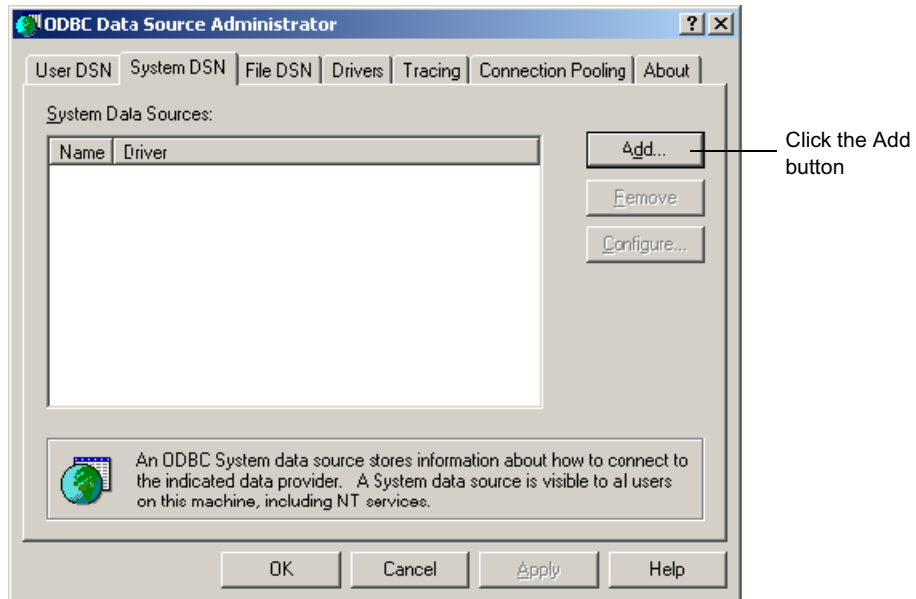 ODBC Data Source Administrator
User DSN System DSN File DSN Drivers Tracing Connection Pooling About
System Data Sources:
Name Driver
Add...
Remove
Configure...
Click the Add
button
An ODBC System data source stores information about how to connect to
the indicated data provider. A System data source is visible to al users
on this machine, including NT services.
OK Cancel Apply Help